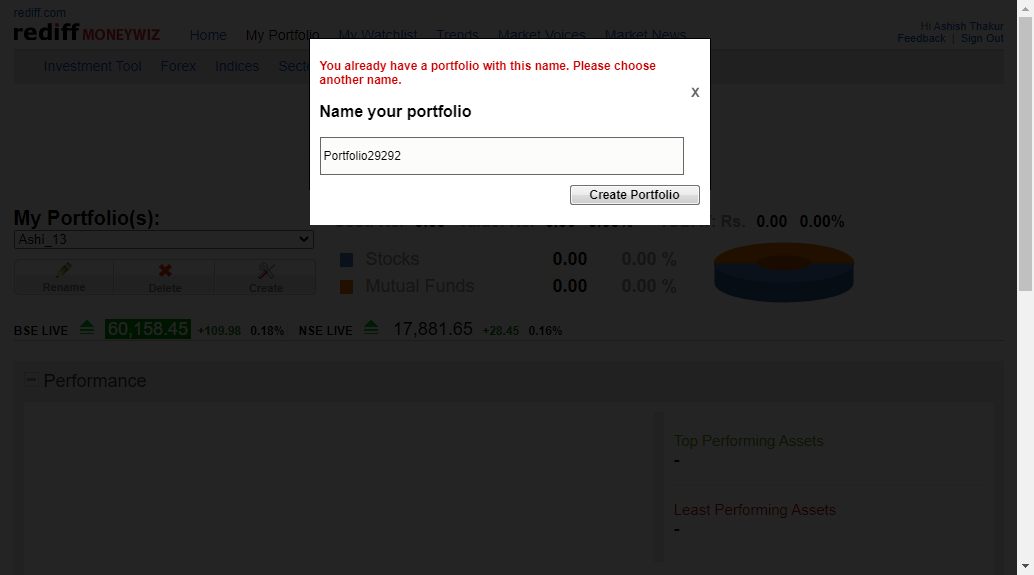 rediff.com
rediff MONEYWIZ
Home My Portfolio My Watchlist Trends Market Voices Market News
Hi Ashish Thakur
Feedback | Sign Out
Investment Tool Forex Indices
You already have a portfolio with this name. Please choose
another name.
X
Name your portfolio
Portfolio29292
Create Portfolio
My Portfolio(s):
Rs. 0.00 0.00%
Ashi_13
Stocks 0.00 0.00 %
Mutual Funds 0.00 0.00 %
Rename Delete Create
BSE LIVE 60,158.45 +109.98 0.18% NSE LIVE 17,881.65 +28.45 0.16%
Performance
Top Performing Assets
-
Least Performing Assets
-